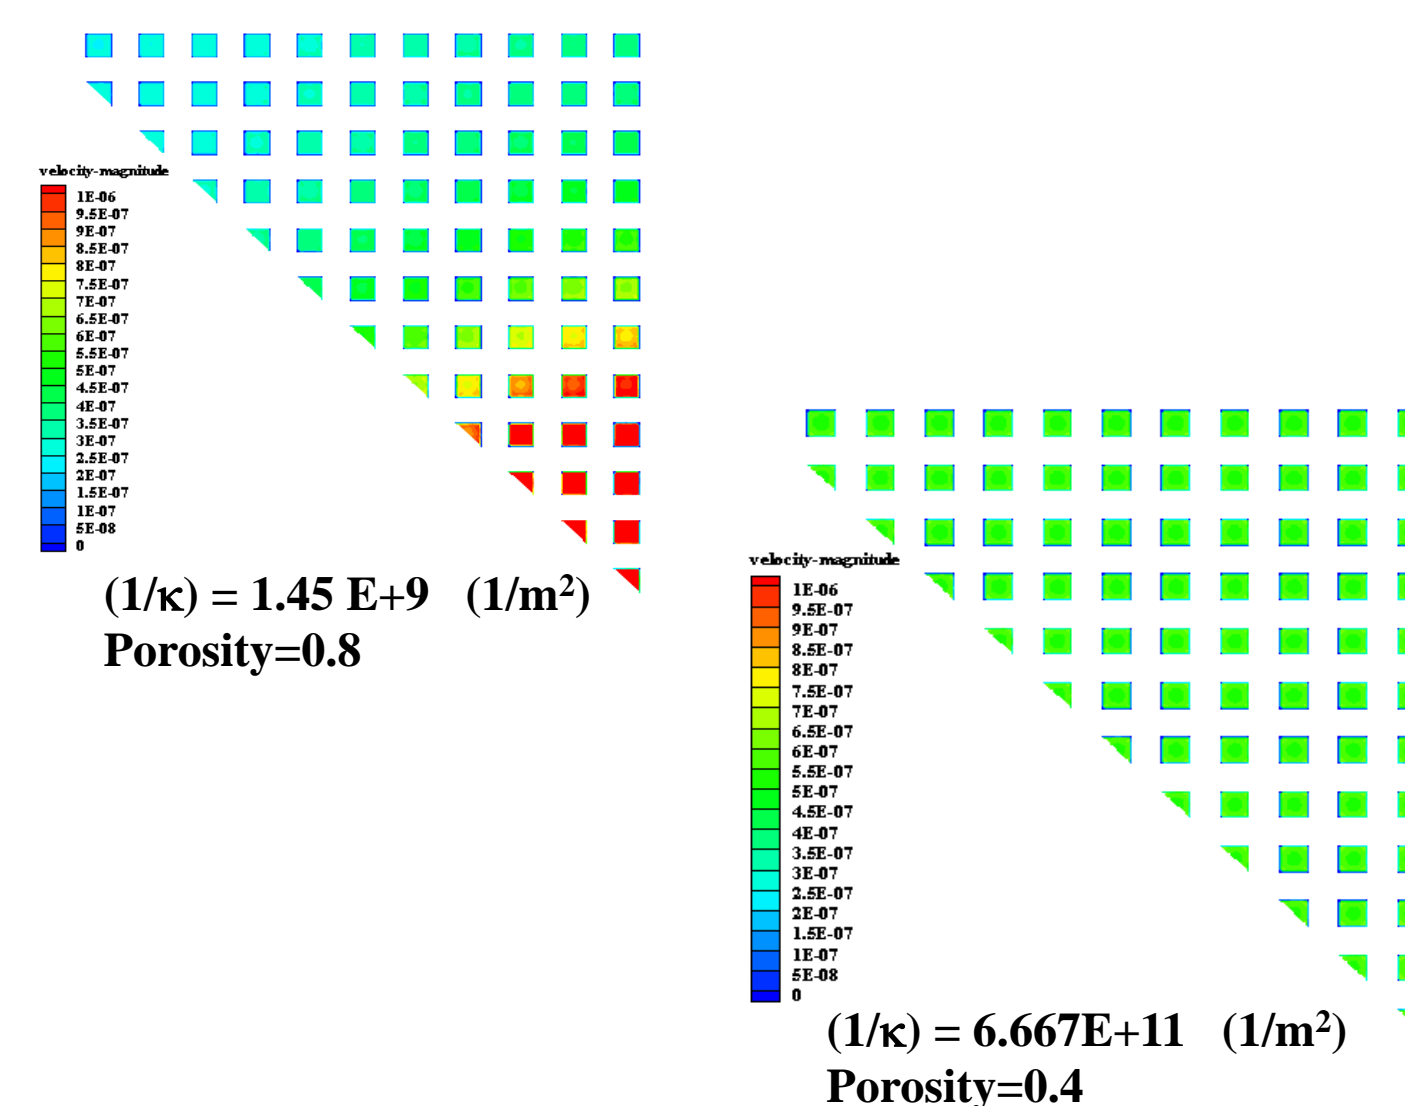 velocity-magnitude
1E-06
9.5E-07
9E-07
8.5E-07
8E-07
7.5E-07
7E-07
6.5E-07
6E-07
5.5E-07
5E-07
4.5E-07
4E-07
3.5E-07
3E-07
2.5E-07
2E-07
1.5E-07
1E-07
5E-08
0
(1/κ) = 1.45 E+9 (1/m²)
Porosity=0.8
velocity-magnitude
1E-06
9.5E-07
9E-07
8.5E-07
8E-07
7.5E-07
7E-07
6.5E-07
6E-07
5.5E-07
5E-07
4.5E-07
4E-07
3.5E-07
3E-07
2.5E-07
2E-07
1.5E-07
1E-07
5E-08
0
(1/κ) = 6.667E+11 (1/m²)
Porosity=0.4